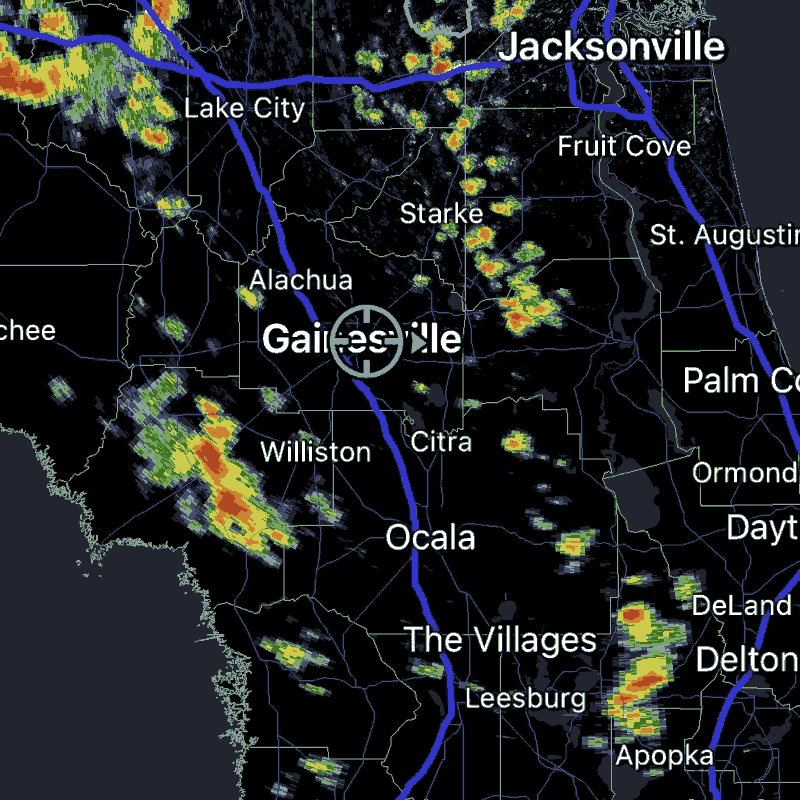 Jacksonville
Lake City
Fruit Cove
Starke
St. Augustin
Alachua
chee
Gainesville
Palm Co
Williston
Citra
Ormond
Ocala
Dayt
DeLand
The Villages
Delton
Leesburg
Apopka